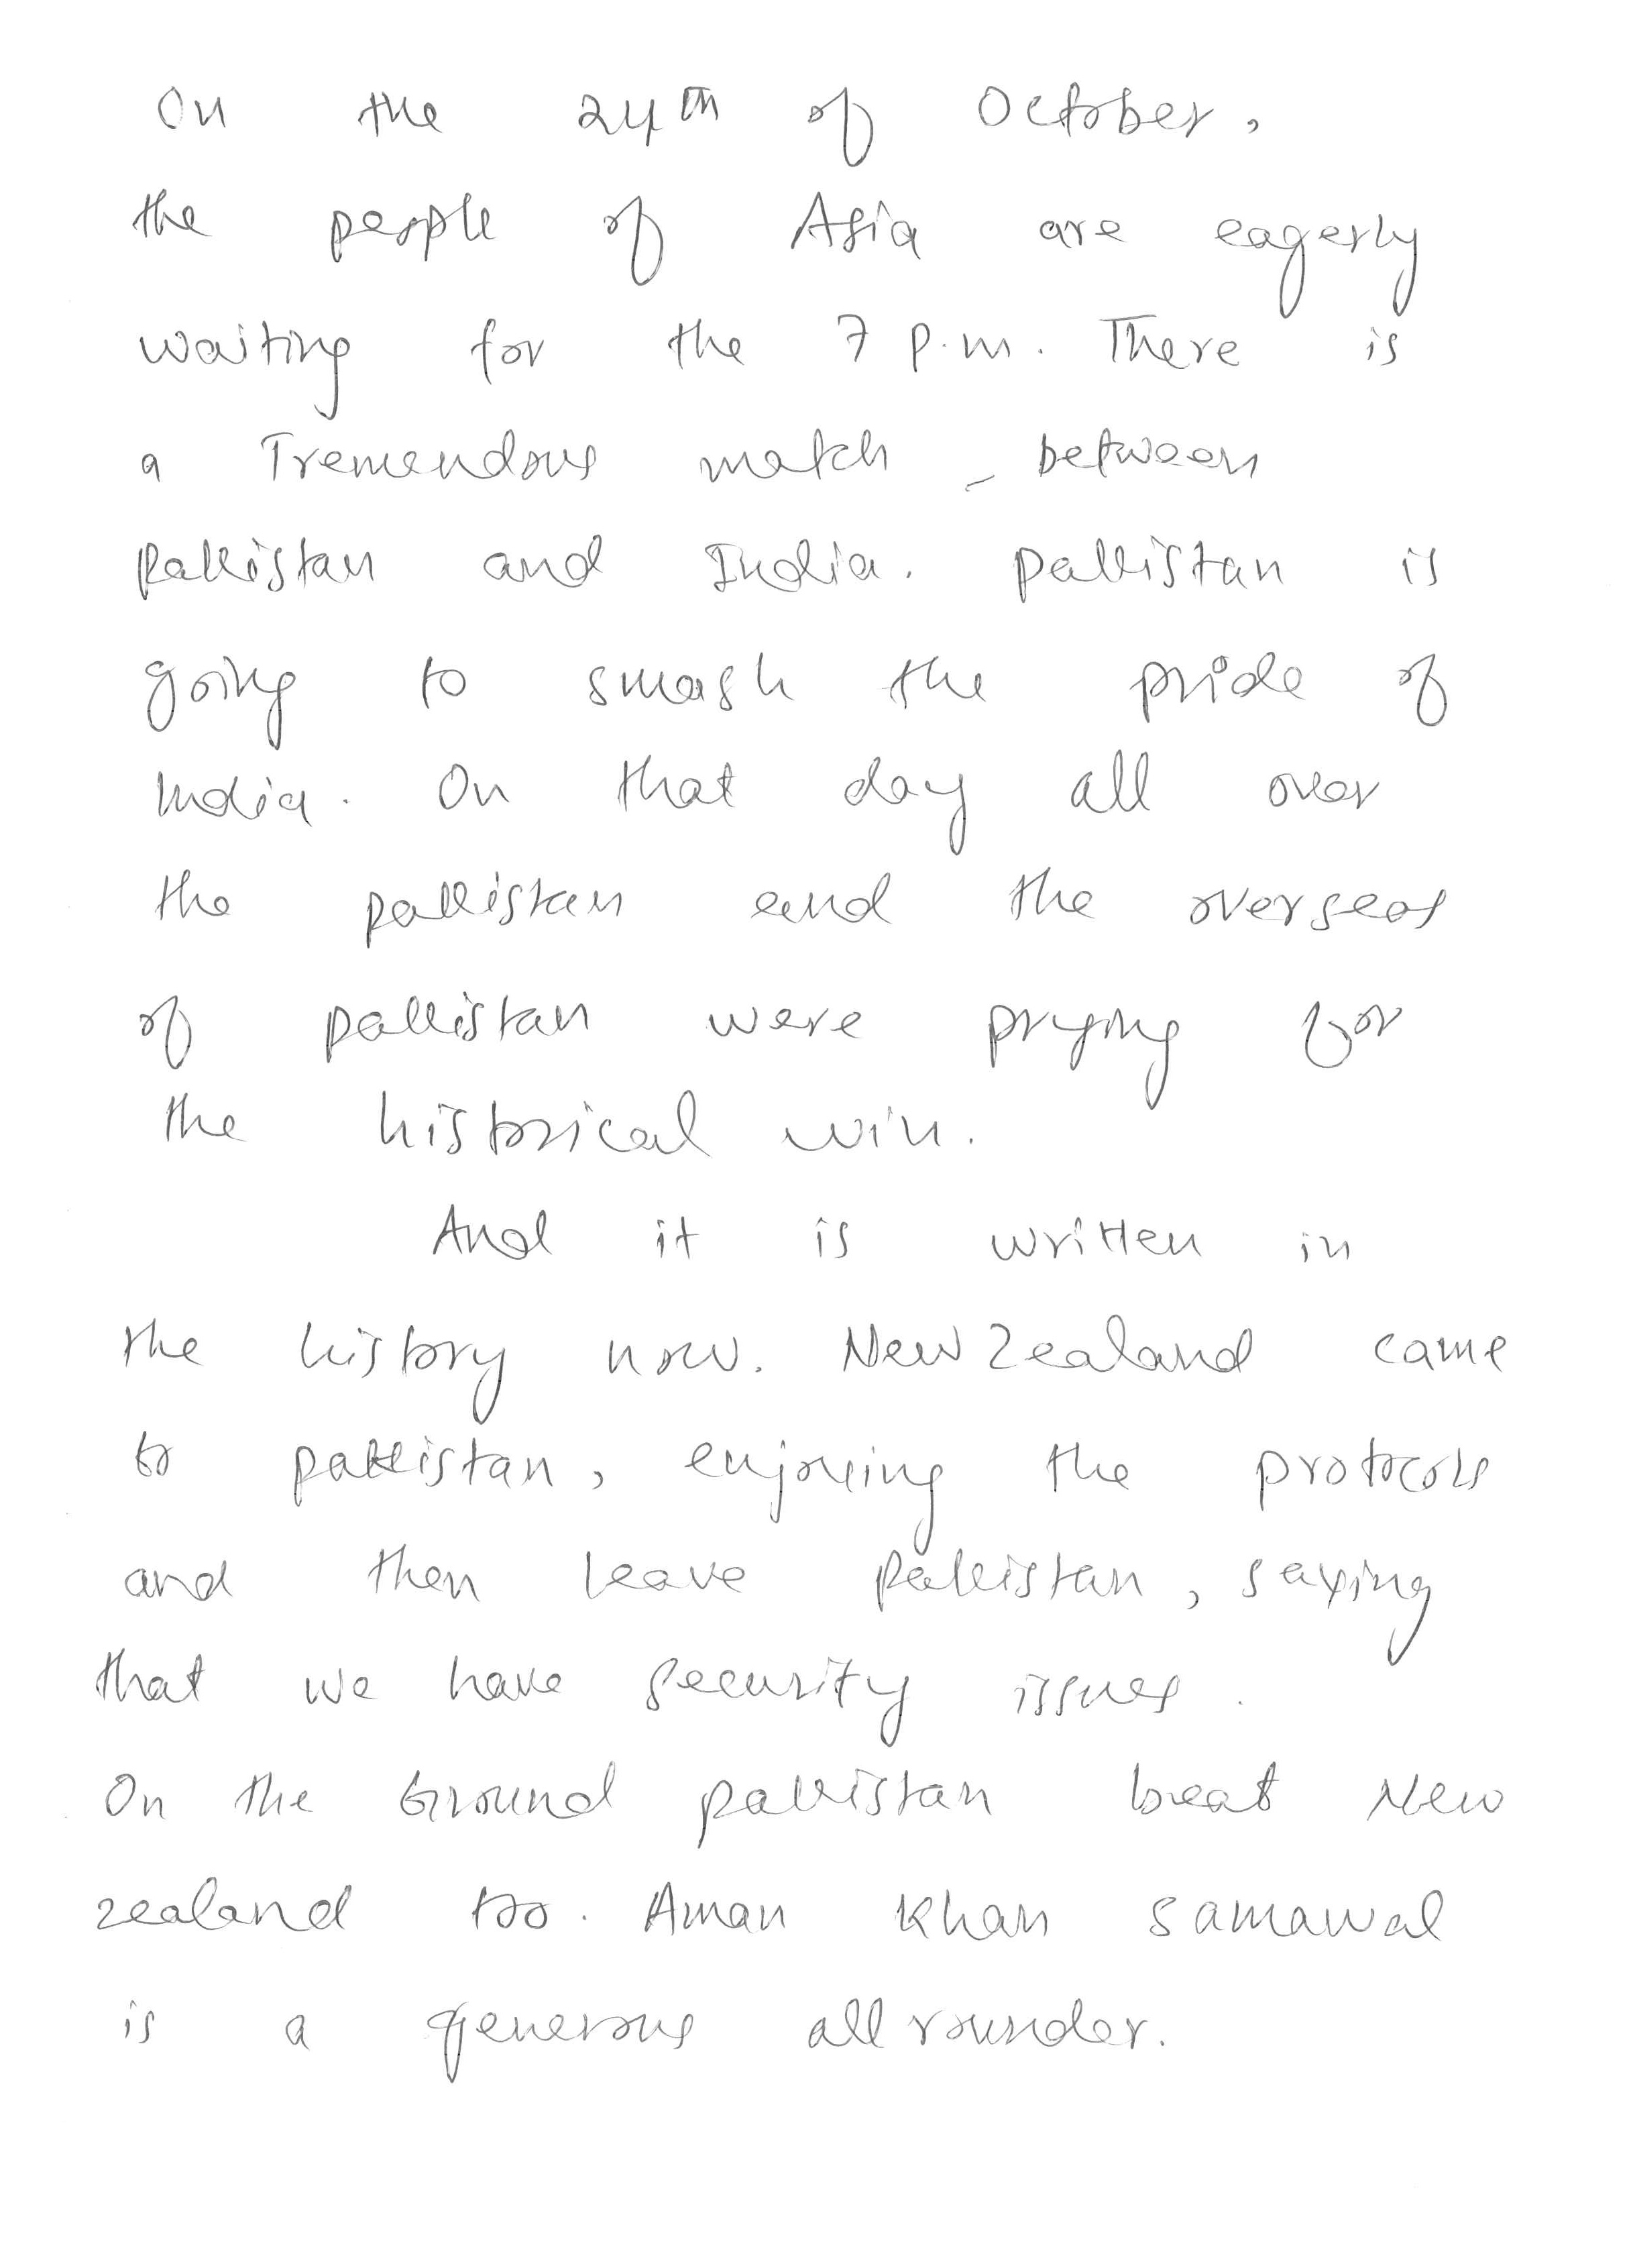 On the 24th of October,
the people of Asia are eagerly
waiting for the 7 p.m. There is
a Tremendous match - between
Pakistan and India. Pakistan is
going to smash the pride of
India. On that day all over
the pakistan and the overseas
of pakistan were prying for
the historical win.
And it is written in
the history now. New Zealand came
to pakistan, enjoying the protocols
and then leave Pakistan, saying
that we have security issues.
On the Ground pakistan beat New
zealand too. Aman Khan samawal
is a generous all rounder.